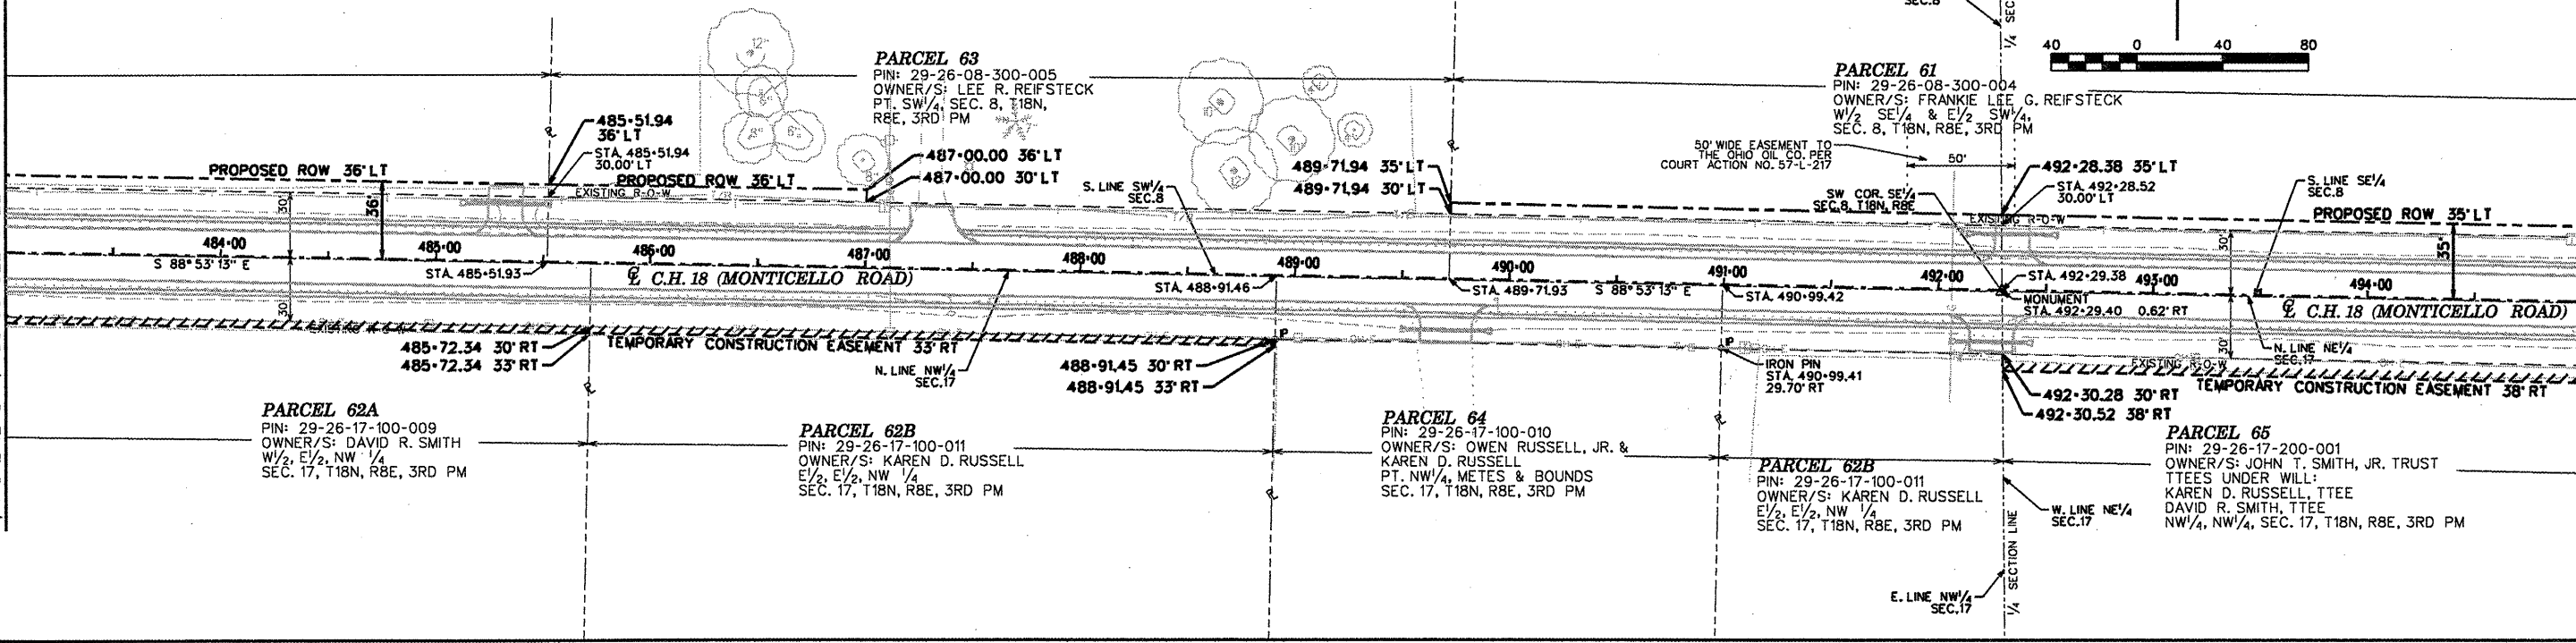 SEC.8
SEC
1/4
40 0 40 80
12"
PARCEL 63
PIN: 29-26-08-300-005
OWNER/S: LEE R. REIFSTECK
PT. SW1/4, SEC. 8, T18N,
R8E, 3RD PM
PARCEL 61
PIN: 29-26-08-300-004
OWNER/S: FRANKIE LEE G. REIFSTECK
W1/2 SE1/4 & E1/2 SW1/4,
SEC. 8, T18N, R8E, 3RD PM
6"
485+51.94
36' LT
STA. 485+51.94
30.00' LT
PROPOSED ROW 36' LT
PROPOSED ROW 36' LT
EXISTING R-O-W
487+00.00 36' LT
487+00.00 30' LT
S. LINE SW1/4
SEC.8
489+71.94 35' LT
489+71.94 30' LT
50' WIDE EASEMENT TO
THE OHIO OIL CO. PER
COURT ACTION NO. 57-L-217
50'
SW COR. SE1/4
SEC.8, T18N, R8E
492+28.38 35' LT
STA. 492+28.52
30.00' LT
EXISTING R-O-W
S. LINE SE1/4
SEC.8
PROPOSED ROW 35' LT
30'
36'
30'
35'
484+00
485+00
486+00
487+00
488+00
489+00
490+00
491+00
492+00
493+00
494+00
S 88°53'13" E
STA. 485+51.93
℄ C.H. 18 (MONTICELLO ROAD)
STA. 488+91.46
STA. 489+71.93
S 88°53'13" E
STA. 490+99.42
STA. 492+29.38
MONUMENT
STA. 492+29.40 0.62' RT
℄ C.H. 18 (MONTICELLO ROAD)
30'
30'
EXISTING R-O-W
485+72.34 30' RT
485+72.34 33' RT
TEMPORARY CONSTRUCTION EASEMENT 33' RT
N. LINE NW1/4
SEC.17
IP
488+91.45 30' RT
488+91.45 33' RT
IP
IRON PIN
STA. 490+99.41
29.70' RT
N. LINE NE1/4
SEC.17
EXISTING R-O-W
TEMPORARY CONSTRUCTION EASEMENT 38' RT
492+30.28 30' RT
492+30.52 38' RT
PARCEL 62A
PIN: 29-26-17-100-009
OWNER/S: DAVID R. SMITH
W1/2, E1/2, NW 1/4
SEC. 17, T18N, R8E, 3RD PM
PARCEL 62B
PIN: 29-26-17-100-011
OWNER/S: KAREN D. RUSSELL
E1/2, E1/2, NW 1/4
SEC. 17, T18N, R8E, 3RD PM
PARCEL 64
PIN: 29-26-17-100-010
OWNER/S: OWEN RUSSELL, JR. &
KAREN D. RUSSELL
PT. NW1/4, METES & BOUNDS
SEC. 17, T18N, R8E, 3RD PM
PARCEL 62B
PIN: 29-26-17-100-011
OWNER/S: KAREN D. RUSSELL
E1/2, E1/2, NW 1/4
SEC. 17, T18N, R8E, 3RD PM
PARCEL 65
PIN: 29-26-17-200-001
OWNER/S: JOHN T. SMITH, JR. TRUST
TTEES UNDER WILL:
KAREN D. RUSSELL, TTEE
DAVID R. SMITH, TTEE
NW1/4, NW1/4, SEC. 17, T18N, R8E, 3RD PM
W. LINE NE1/4
SEC.17
E. LINE NW1/4
SEC.17
1/4 SECTION LINE